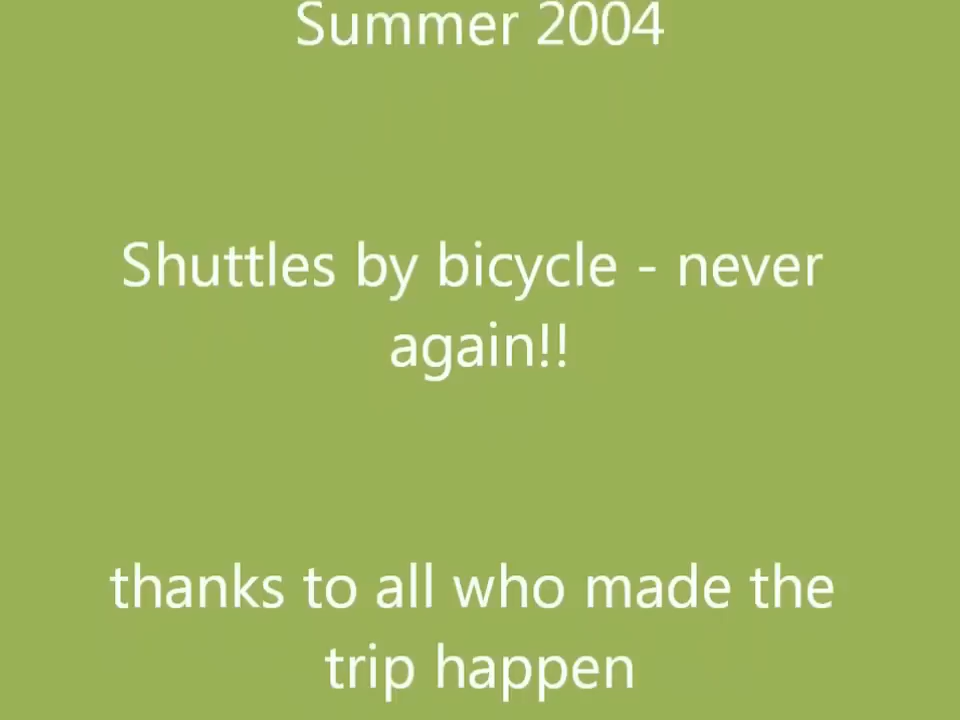 Summer 2004
Shuttles by bicycle - never
again!!
thanks to all who made the
trip happen